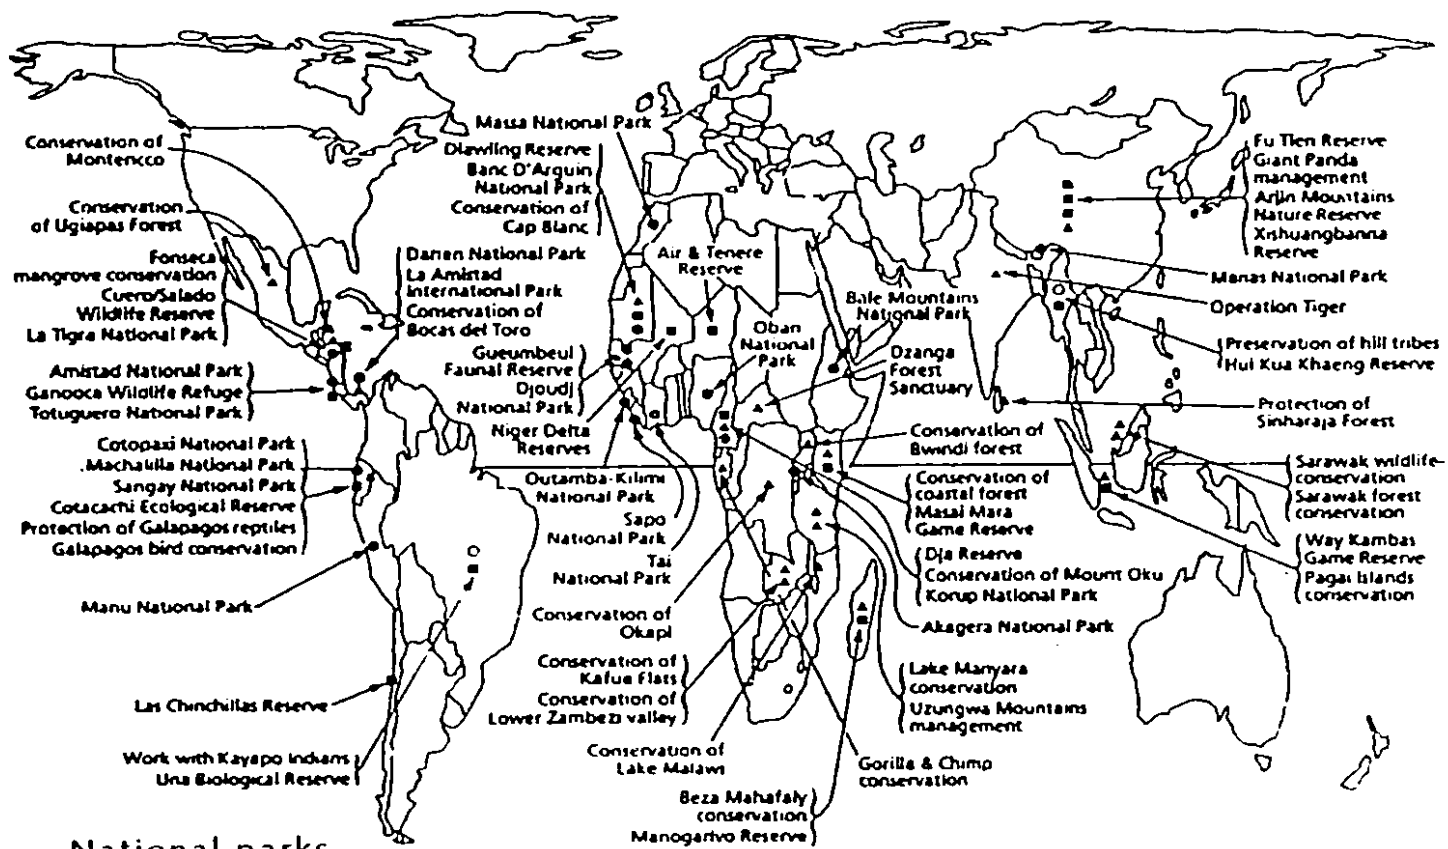 Conservation of
Montericco
Conservation
of Ugiapas Forest
Fonseca
mangrove conservation
Cuero/Salado
Wildlife Reserve
La Tigra National Park
Amistad National Park
Ganooca Wildlife Refuge
Totuguero National Park
Cotopaxi National Park
Machalilla National Park
Sangay National Park
Cotacachi Ecological Reserve
Protection of Galapagos reptiles
Galapagos bird conservation
Manu National Park
Las Chinchillas Reserve
Work with Kayapo Indians
Una Biological Reserve
Darien National Park
La Amistad
International Park
Conservation of
Bocas del Toro
Massa National Park
Diawling Reserve
Banc D'Arguin
National Park
Conservation of
Cap Blanc
Gueumbeul
Faunal Reserve
Djoudj
National Park
Niger Delta
Reserves
Outamba-Kilimi
National Park
Sapo
National Park
Tai
National Park
Conservation of
Okapi
Conservation of
Kafue Flats
Conservation of
Lower Zambezi valley
Conservation of
Lake Malawi
Beza Mahafaly
conservation
Manogarivo Reserve
Air & Tenere
Reserve
Oban
National
Park
Bale Mountains
National Park
Dzanga
Forest
Sanctuary
Conservation of
Bwindi forest
Conservation of
coastal forest
Masai Mara
Game Reserve
Dja Reserve
Conservation of Mount Oku
Korup National Park
Akagera National Park
Lake Manyara
conservation
Uzungwa Mountains
management
Gorilla & Chimp
conservation
Fu Tien Reserve
Giant Panda
management
Arjin Mountains
Nature Reserve
Xishuangbanna
Reserve
Manas National Park
Operation Tiger
Preservation of hill tribes
Hui Kua Khaeng Reserve
Protection of
Sinharaja Forest
Sarawak wildlife-
conservation
Sarawak forest
conservation
Way Kambas
Game Reserve
Pagai Islands
conservation
National parks